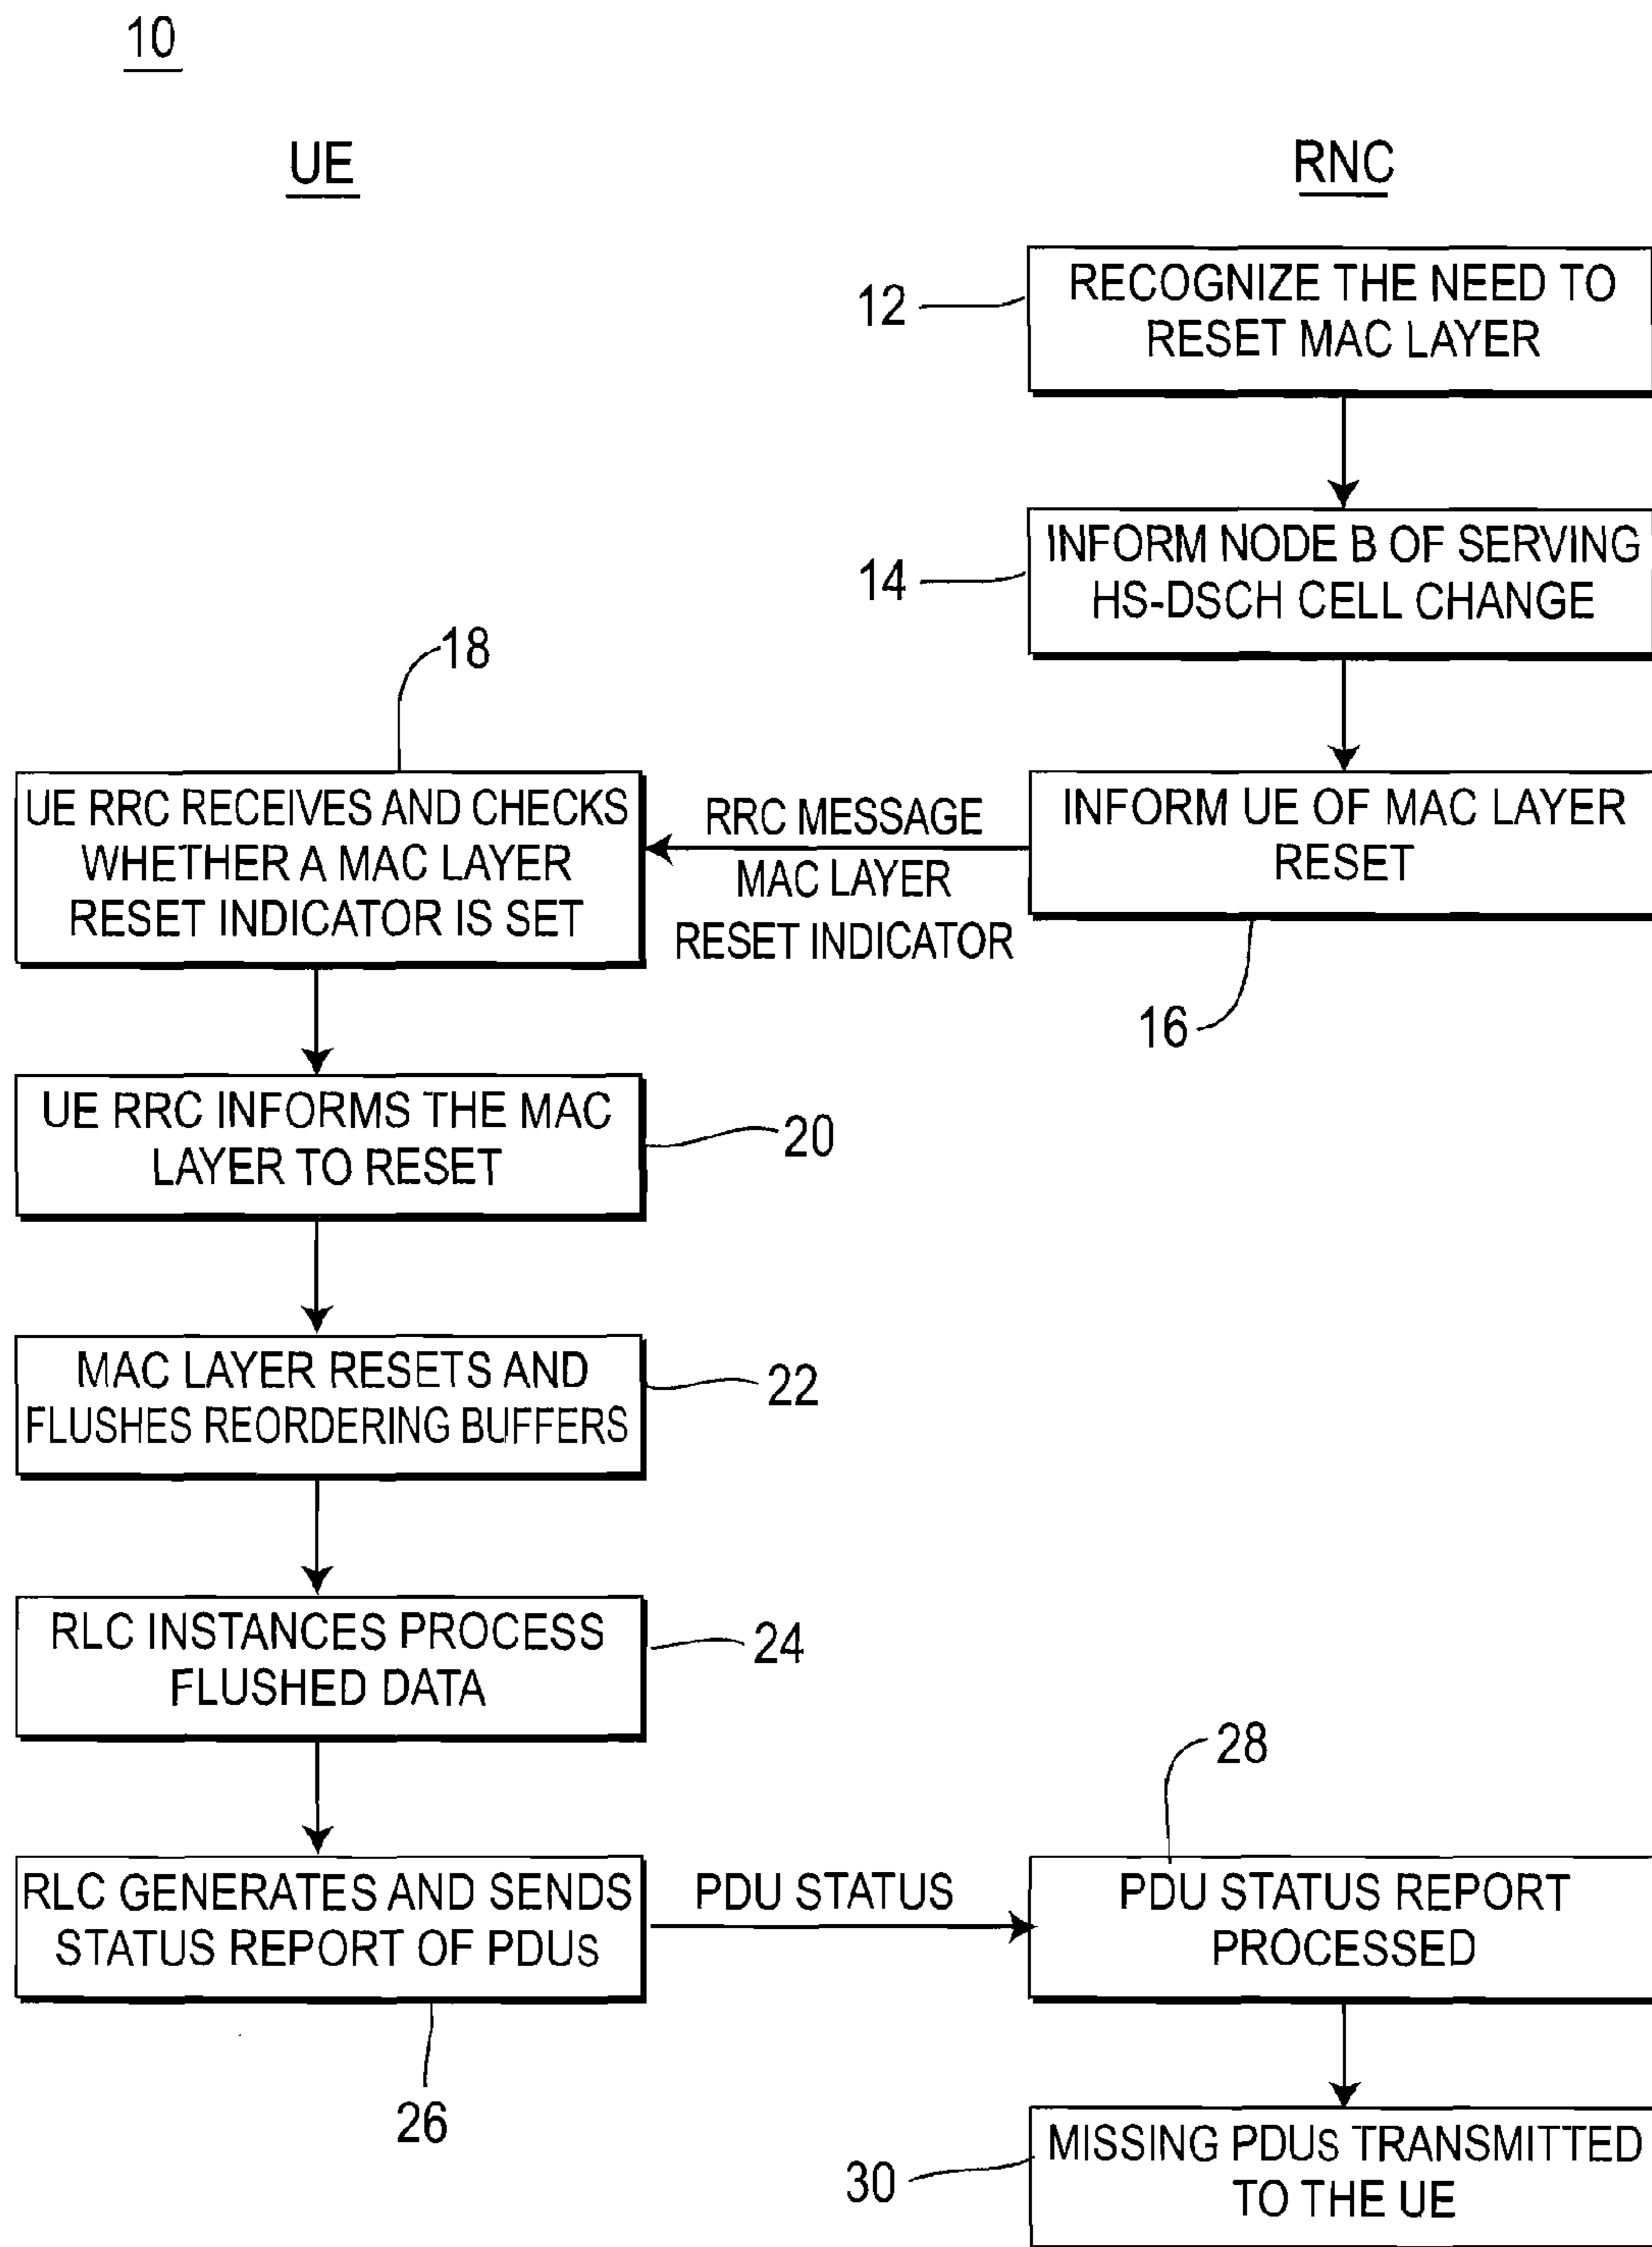 10
UE
RNC
12
RECOGNIZE THE NEED TO
RESET MAC LAYER
14
INFORM NODE B OF SERVING
HS-DSCH CELL CHANGE
18
UE RRC RECEIVES AND CHECKS
WHETHER A MAC LAYER
RESET INDICATOR IS SET
RRC MESSAGE
MAC LAYER
RESET INDICATOR
INFORM UE OF MAC LAYER
RESET
16
UE RRC INFORMS THE MAC
LAYER TO RESET
20
MAC LAYER RESETS AND
FLUSHES REORDERING BUFFERS
22
RLC INSTANCES PROCESS
FLUSHED DATA
24
28
RLC GENERATES AND SENDS
STATUS REPORT OF PDUs
PDU STATUS
PDU STATUS REPORT
PROCESSED
26
30
MISSING PDUs TRANSMITTED
TO THE UE